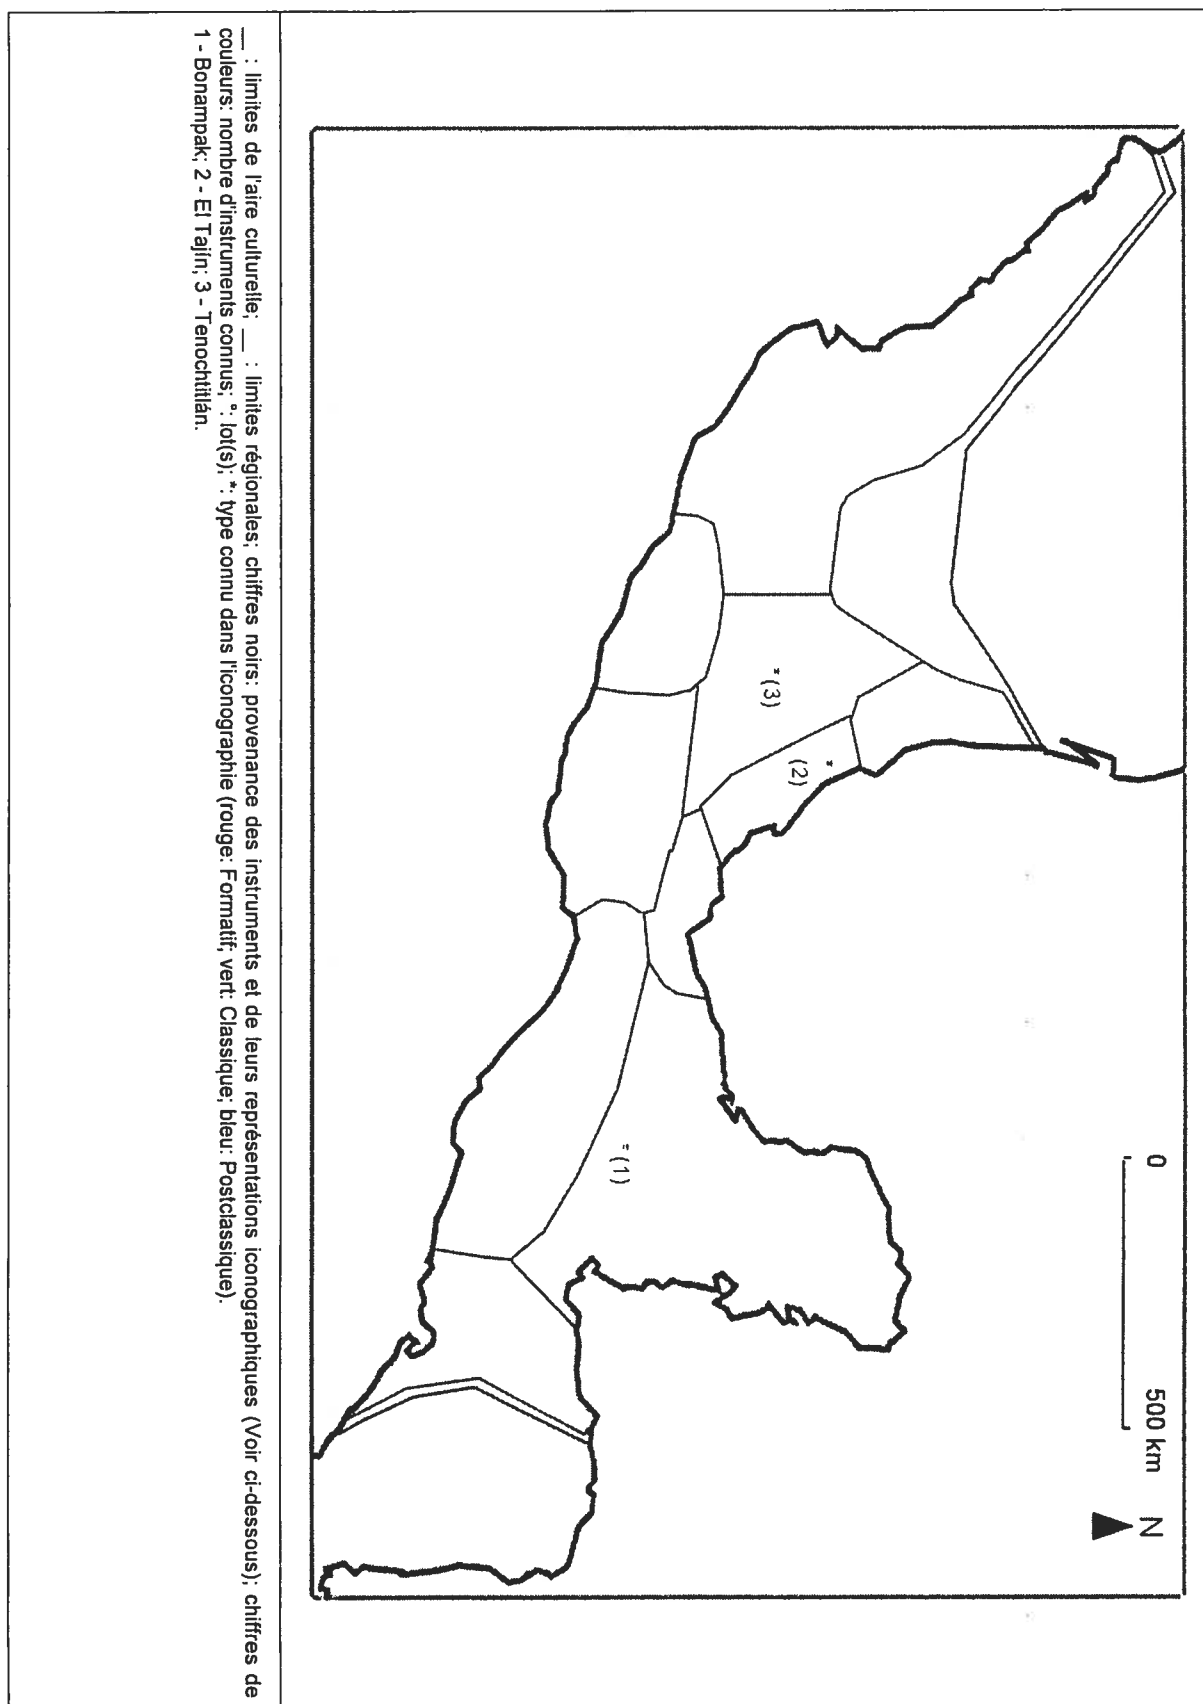 0 500 km N
* (3)
* (2)
* (1)
__ : limites de l'aire culturelle; __ : limites régionales; chiffres noirs: provenance des instruments et de leurs représentations iconographiques (Voir ci-dessous); chiffres de
couleurs: nombre d'instruments connus; °: lot(s); *: type connu dans l'iconographie (rouge: Formatif; vert: Classique; bleu: Postclassique).
1 - Bonampak; 2 - El Tajín; 3 - Tenochtitlán.